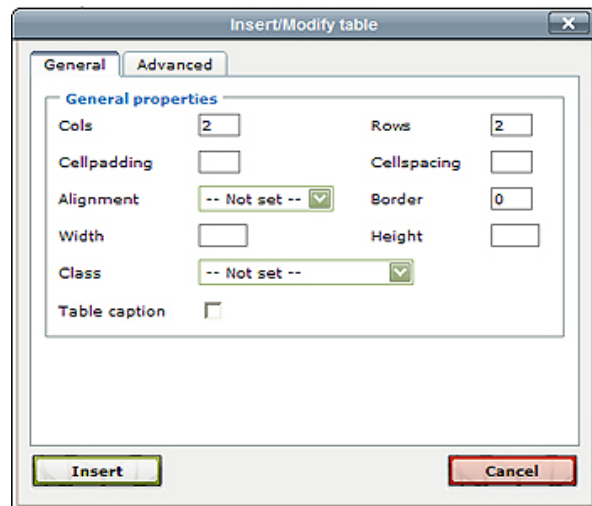 Insert/Modify table
General Advanced
General properties
Cols 2 Rows 2
Cellpadding Cellspacing
Alignment -- Not set -- Border 0
Width Height
Class -- Not set --
Table caption
Insert Cancel